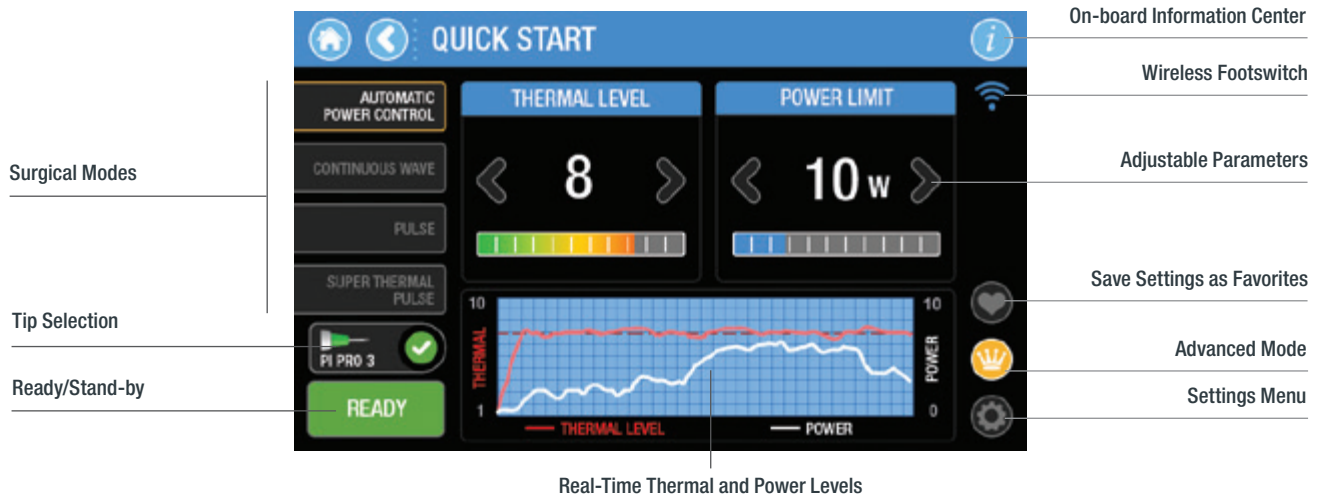 On-board Information Center
QUICK START
i
Wireless Footswitch
AUTOMATIC
POWER CONTROL
THERMAL LEVEL
POWER LIMIT
Surgical Modes
CONTINUOUS WAVE
8
10 W
Adjustable Parameters
PULSE
SUPER THERMAL
PULSE
Save Settings as Favorites
Tip Selection
PI PRO 3
10
THERMAL
1
10
POWER
0
Advanced Mode
Ready/Stand-by
READY
THERMAL LEVEL
POWER
Settings Menu
Real-Time Thermal and Power Levels